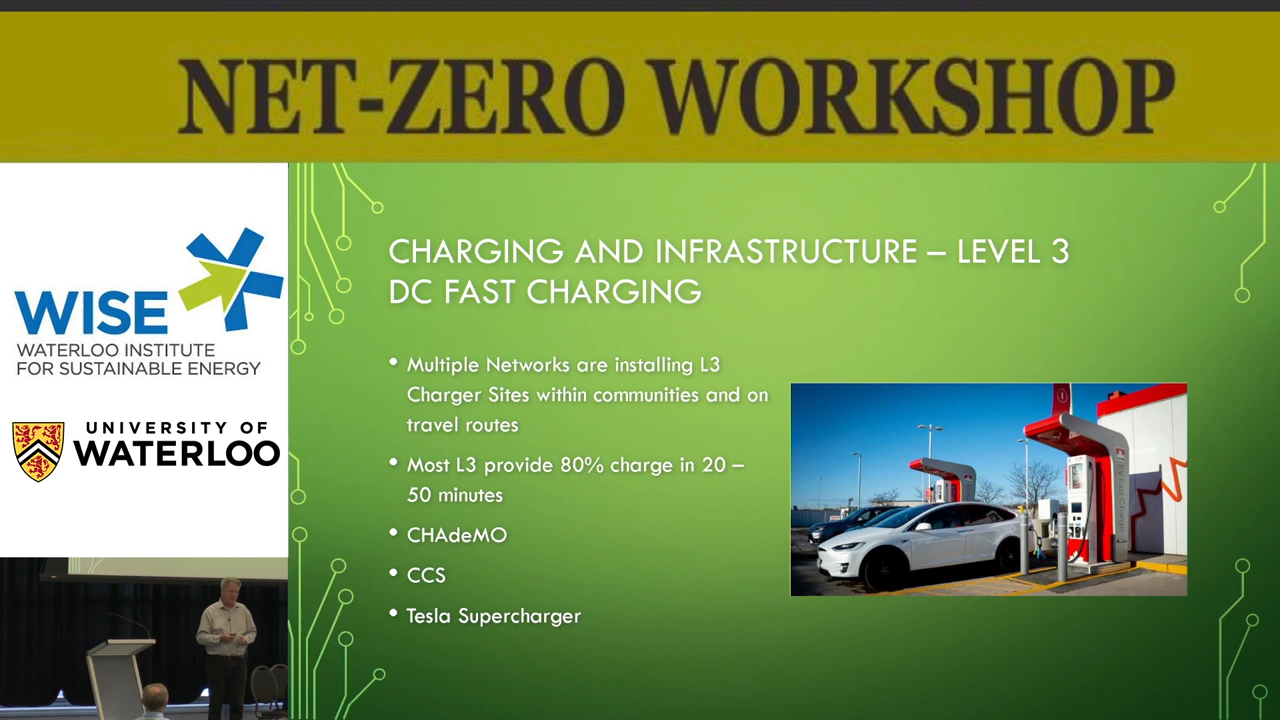 NET-ZERO WORKSHOP
WISE
WATERLOO INSTITUTE
FOR SUSTAINABLE ENERGY
UNIVERSITY OF
WATERLOO
CHARGING AND INFRASTRUCTURE – LEVEL 3
DC FAST CHARGING
• Multiple Networks are installing L3
Charger Sites within communities and on
travel routes
• Most L3 provide 80% charge in 20 –
50 minutes
• CHAdeMO
• CCS
• Tesla Supercharger